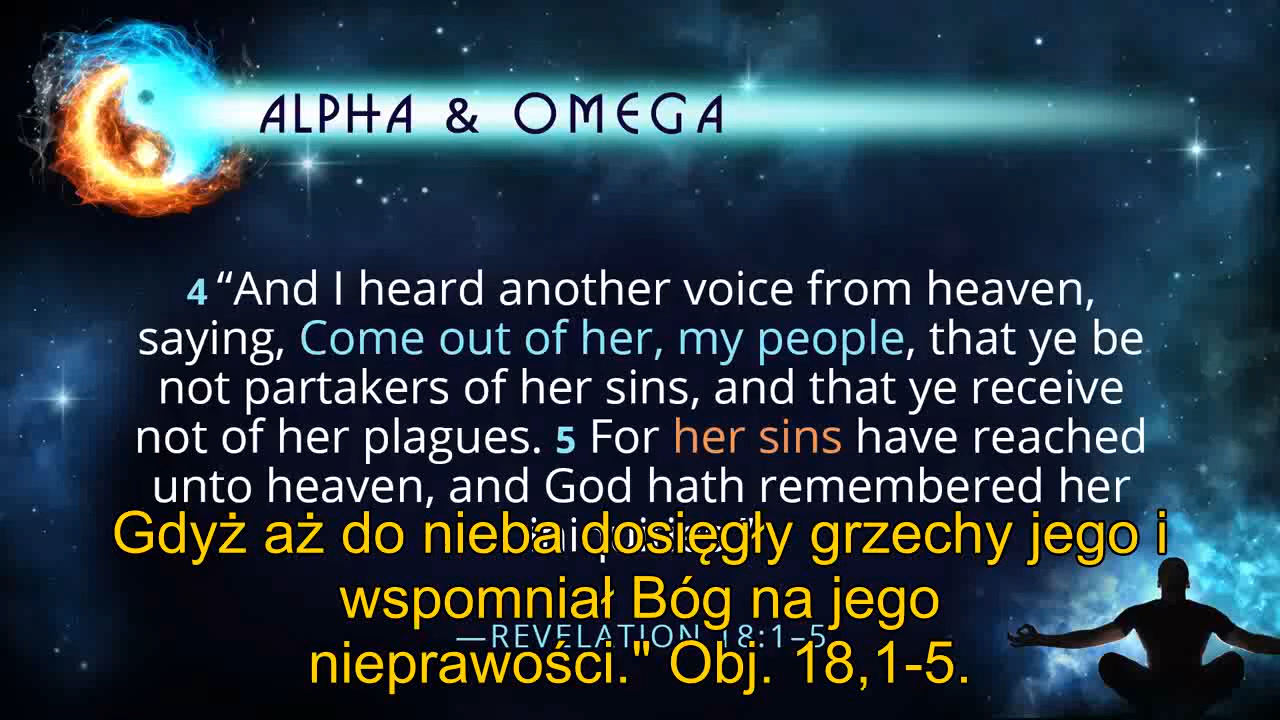 ALPHA & OMEGA
4 “And I heard another voice from heaven,
saying, Come out of her, my people, that ye be
not partakers of her sins, and that ye receive
not of her plagues. 5 For her sins have reached
unto heaven, and God hath remembered her
Gdyż aż do nieba dosięgły grzechy jego i
wspomniał Bóg na jego
—REVELATION 18:1–5
nieprawości." Obj. 18,1-5.